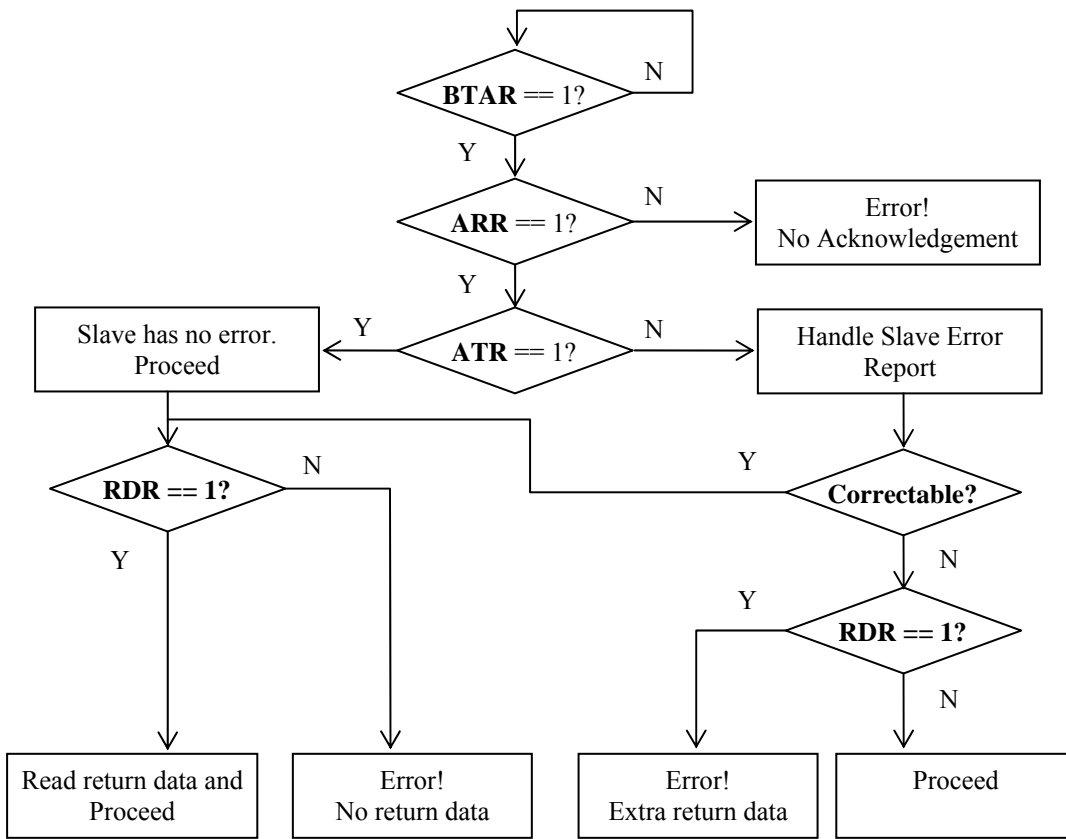 N
BTAR == 1?
Y
N
ARR == 1?
Error!
No Acknowledgement
Y
Slave has no error.
Proceed
Y
ATR == 1?
N
Handle Slave Error
Report
N
Y
RDR == 1?
Correctable?
Y
N
Y
RDR == 1?
N
Read return data and
Proceed
Error!
No return data
Error!
Extra return data
Proceed